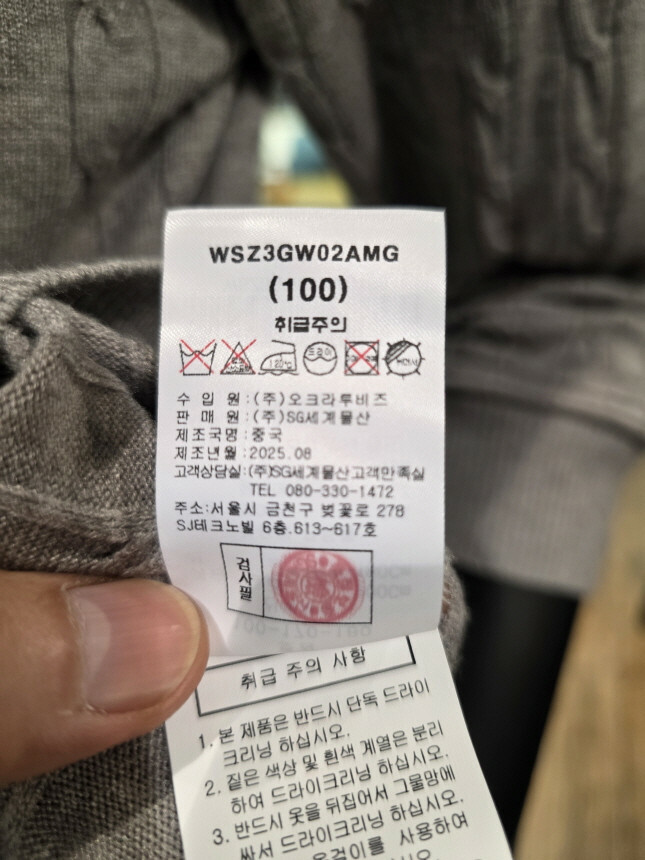 WSZ3GW02AMG
(100)
취급주의
120℃ 드라이
수 입 원 : (주)오크라투비즈
판 매 원 : (주)SG세계물산
제조국명 : 중국
제조년월 : 2025.08
고객상담실:(주)SG세계물산고객만족실
TEL 080-330-1472
주소:서울시 금천구 벚꽃로 278
SJ테크노빌 6층.613~617호
검사필
취급 주의 사항
1. 본 제품은 반드시 단독 드라이
크리닝 하십시오.
2. 짙은 색상 및 흰색 계열은 분리
하여 드라이크리닝 하십시오.
3. 반드시 옷을 뒤집어서 그물망에
싸서 드라이크리닝 하십시오.
사용하여